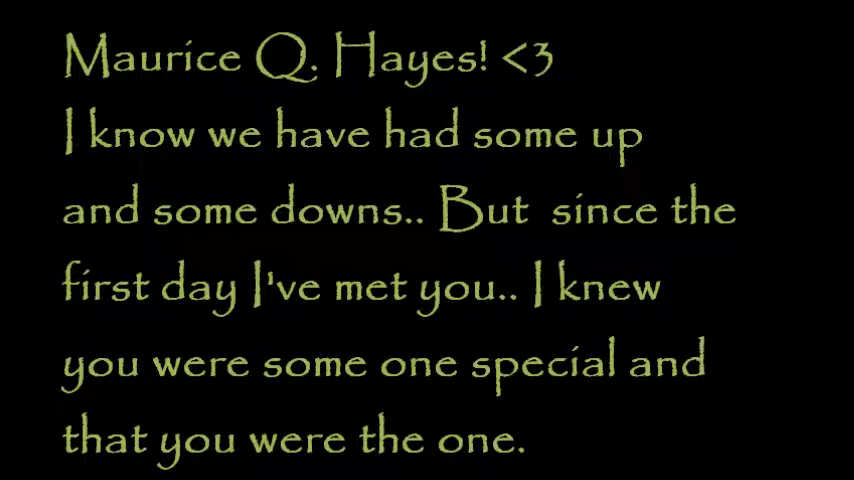 Maurice Q. Hayes! <3
I know we have had some up
and some downs.. But since the
first day I've met you.. I knew
you were some one special and
that you were the one.